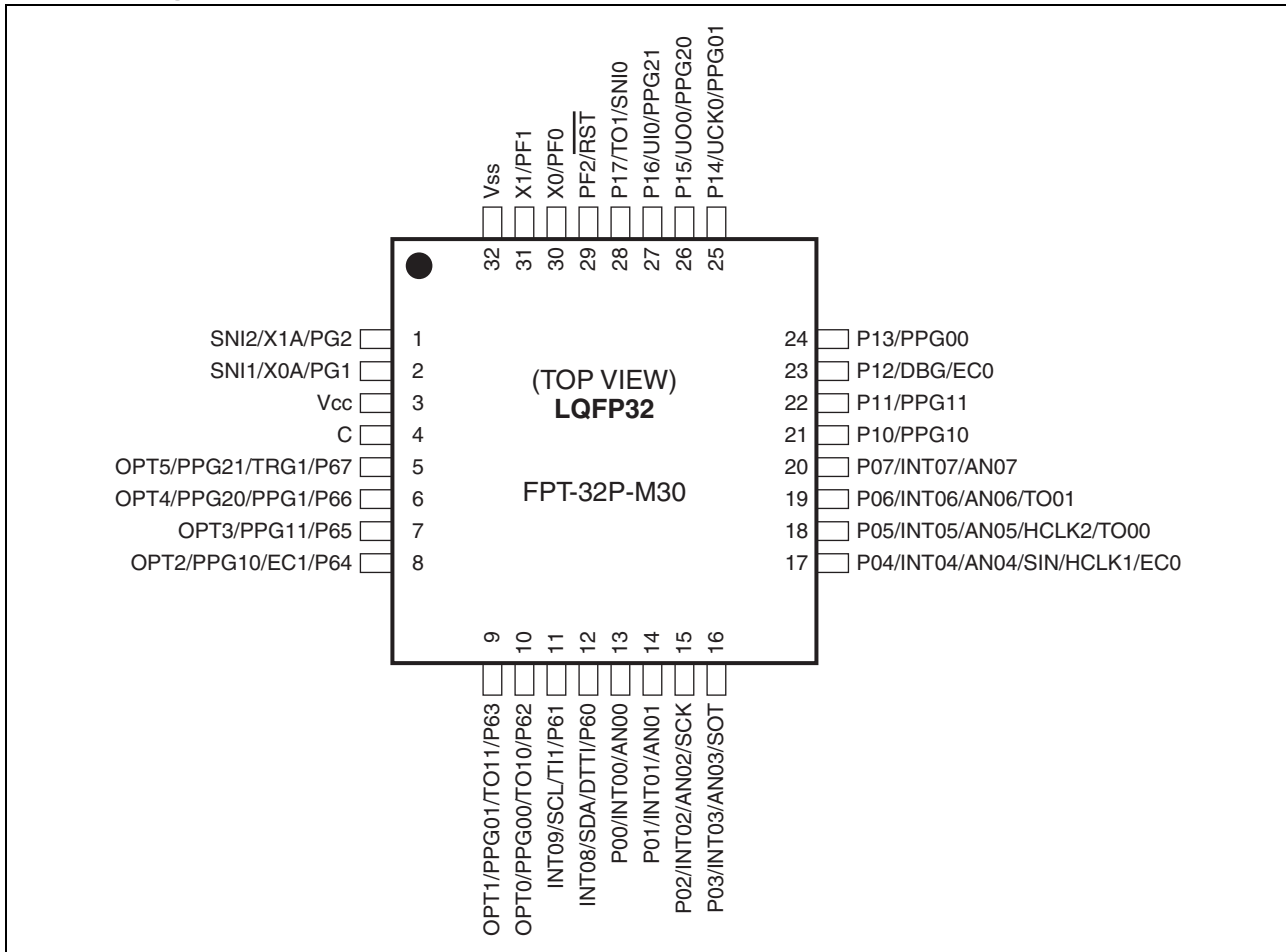 Vss
X1/PF1
X0/PF0
PF2/RST
P17/TO1/SNI0
P16/UI0/PPG21
P15/UO0/PPG20
P14/UCK0/PPG01
32
31
30
29
28
27
26
25
SNI2/X1A/PG2 1
SNI1/X0A/PG1 2
Vcc 3
C 4
OPT5/PPG21/TRG1/P67 5
OPT4/PPG20/PPG1/P66 6
OPT3/PPG11/P65 7
OPT2/PPG10/EC1/P64 8
(TOP VIEW)
LQFP32
FPT-32P-M30
24 P13/PPG00
23 P12/DBG/EC0
22 P11/PPG11
21 P10/PPG10
20 P07/INT07/AN07
19 P06/INT06/AN06/TO01
18 P05/INT05/AN05/HCLK2/TO00
17 P04/INT04/AN04/SIN/HCLK1/EC0
9
10
11
12
13
14
15
16
OPT1/PPG01/TO11/P63
OPT0/PPG00/TO10/P62
INT09/SCL/TI1/P61
INT08/SDA/DTTI/P60
P00/INT00/AN00
P01/INT01/AN01
P02/INT02/AN02/SCK
P03/INT03/AN03/SOT